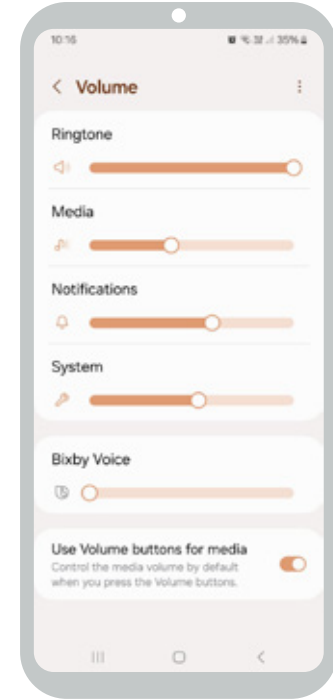 10:16 35%
Volume
Ringtone
Media
Notifications
System
Bixby Voice
Use Volume buttons for media
Control the media volume by default
when you press the Volume buttons.